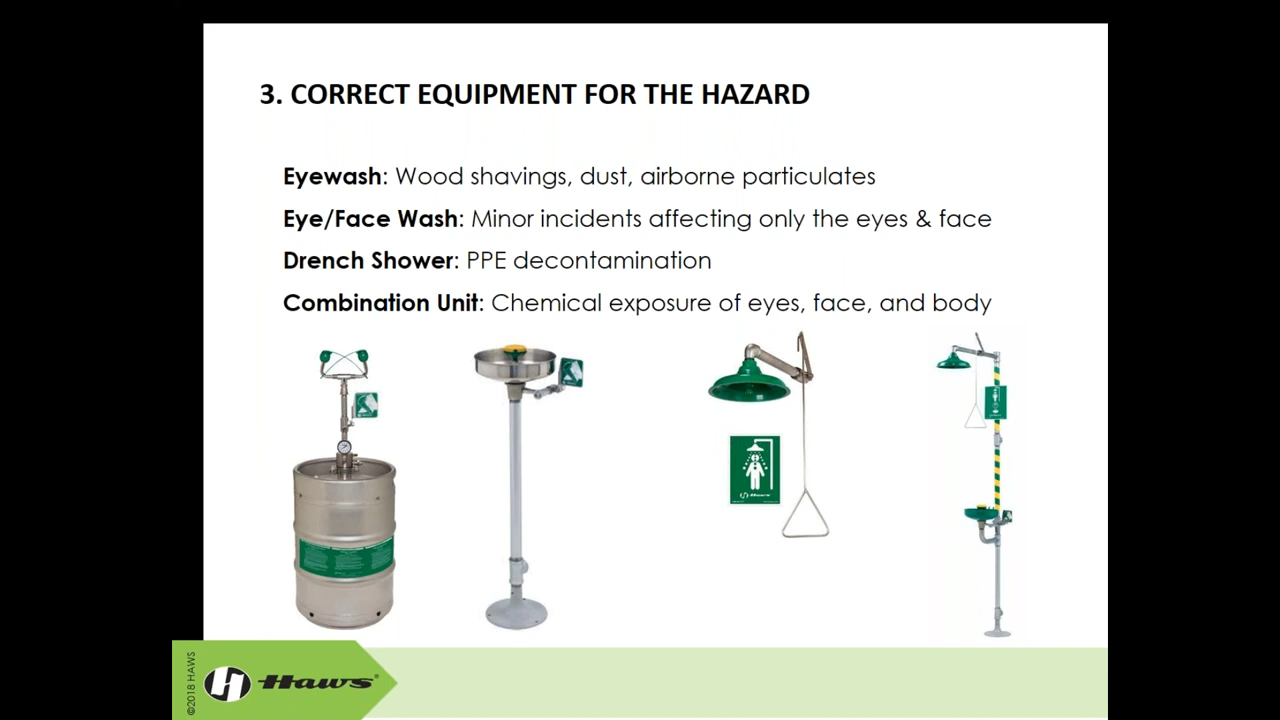 3. CORRECT EQUIPMENT FOR THE HAZARD
Eyewash: Wood shavings, dust, airborne particulates
Eye/Face Wash: Minor incidents affecting only the eyes & face
Drench Shower: PPE decontamination
Combination Unit: Chemical exposure of eyes, face, and body
Haws
©2018 HAWS
Haws®